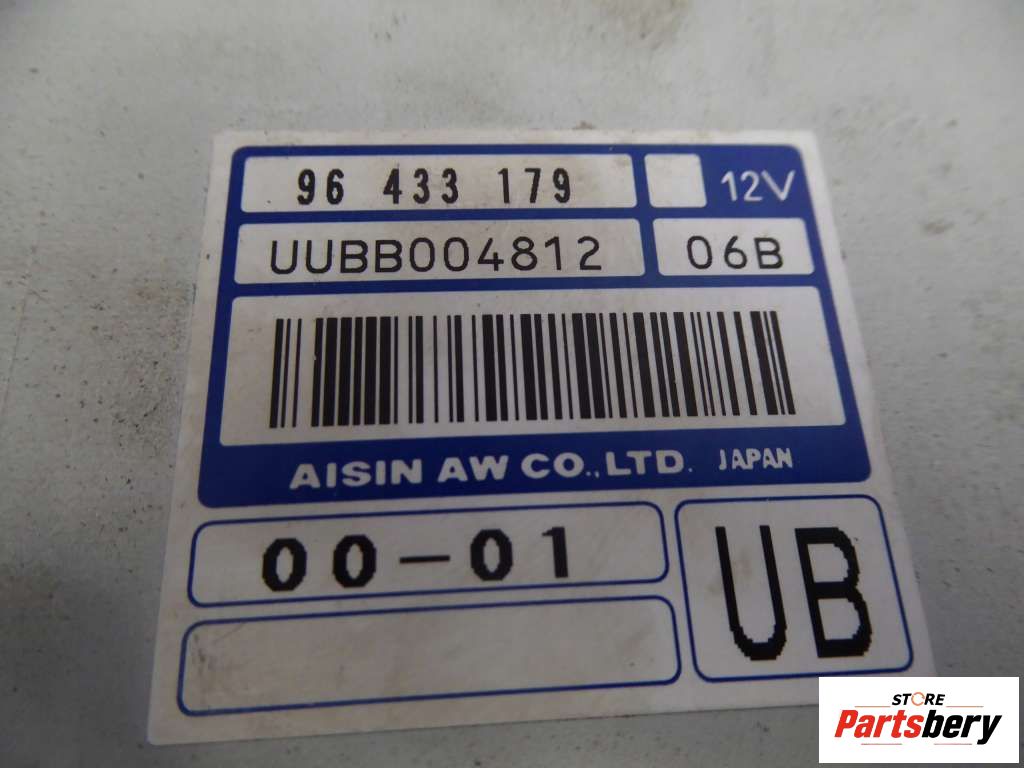 96 433 179 12V
UUBB004812 06B
AISIN AW CO.,LTD. JAPAN
00-01
UB
STORE
Partsbery